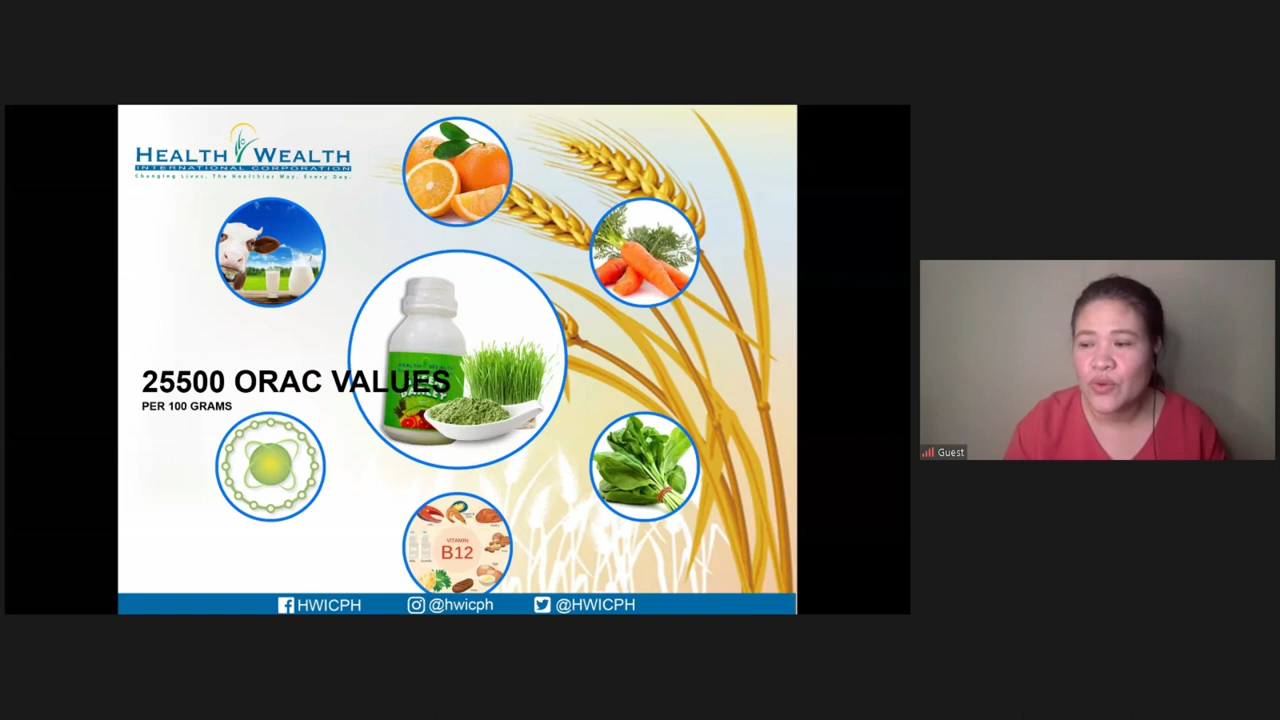 HEALTH WEALTH
INTERNATIONAL CORPORATION
Changing Lives. The Healthier Way. Every Day.
25500 ORAC VALUES
PER 100 GRAMS
BARLEY
VITAMIN
B12
HWICPH
@hwicph
@HWICPH
Guest